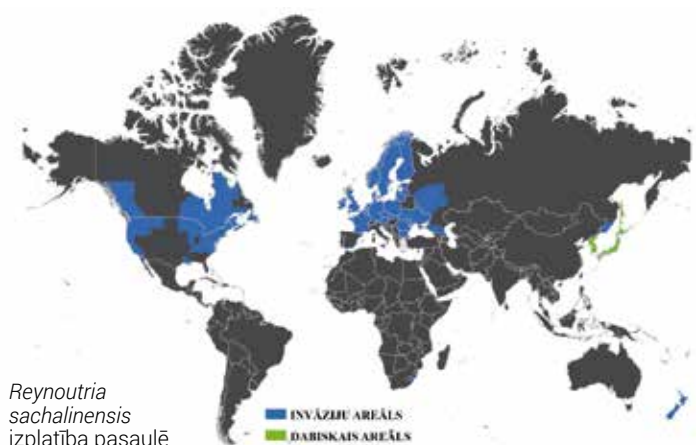 Reynoutria
sachalinensis
izplatība pasaulē
INVĀZIJU AREĀLS
DABISKAIS AREĀLS